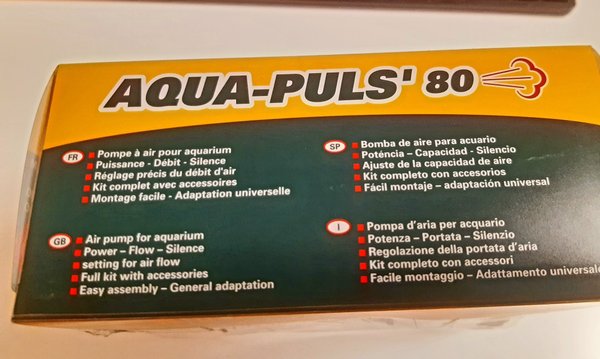 AQUA-PULS' 80
FR
Pompe à air pour aquarium
Puissance - Débit - Silence
Réglage précis du débit d'air
Kit complet avec accessoires
Montage facile - Adaptation universelle
SP
Bomba de aire para acuario
Poténcia – Capacidad - Silencio
Ajuste de la capacidad de aire
Kit completo con accesorios
Fácil montaje – adaptación universal
GB
Air pump for aquarium
Power – Flow – Silence
setting for air flow
Full kit with accessories
Easy assembly – General adaptation
I
Pompa d'aria per acquario
Potenza – Portata – Silenzio
Regolazione della portata d'aria
Kit completo con accessori
Facile montaggio – Adattamento universale